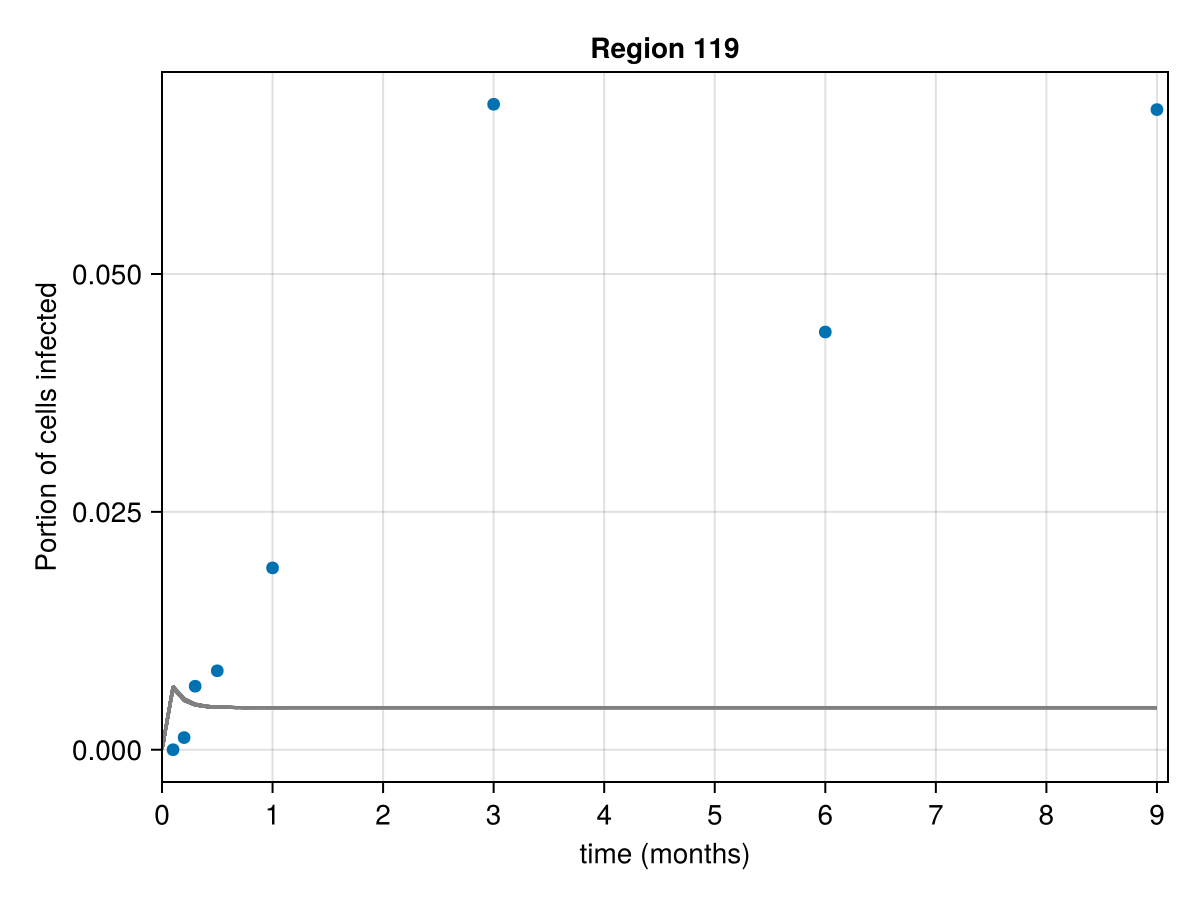 Region 119
Portion of cells infected
0.050
0.025
0.000
0 1 2 3 4 5 6 7 8 9
time (months)